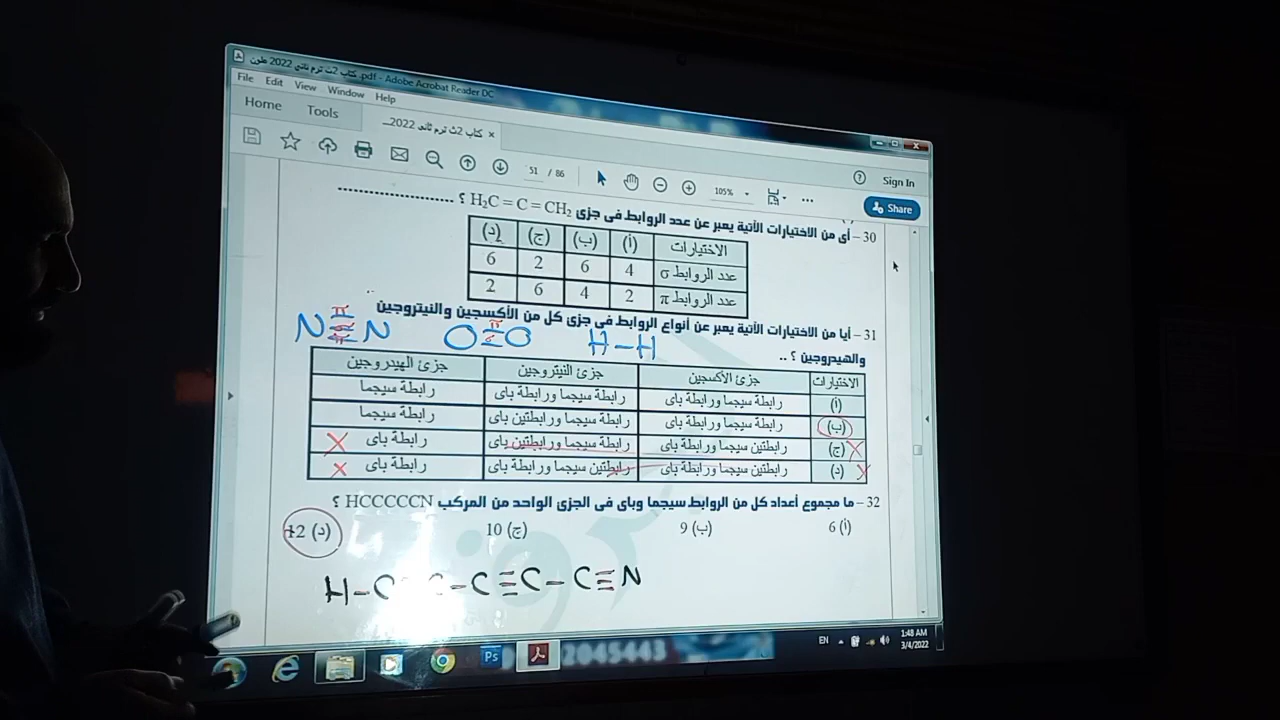 كتاب 2ث ترم ثاني 2022 علون .pdf - Adobe Acrobat Reader DC
File Edit View Window Help
Home Tools
كتاب 2ث ترم ثاني 2022... ×
51 / 86 105% ... Sign In
Share
30 – أى من الاختيارات الآتية يعبر عن عدد الروابط فى جزئ H₂C = C = CH₂ ؟ ......................
الاختيارات (أ) (ب) (ج) (د)
عدد الروابط σ 4 6 2 6
عدد الروابط π 2 4 6 2
31 – أيا من الاختيارات الآتية يعبر عن أنواع الروابط فى جزئ كل من الأكسجين والنيتروجين
والهيدروجين ؟ ..
N≡N O=O H–H
π π
الاختيارات جزئ الأكسجين جزئ النيتروجين جزئ الهيدروجين
(أ) رابطة سيجما ورابطة باى رابطة سيجما ورابطة باى رابطة سيجما
(ب) رابطة سيجما ورابطة باى رابطة سيجما ورابطتين باى رابطة سيجما
(ج) رابطتين سيجما ورابطة باى رابطة سيجما ورابطتين باى رابطة باى
(د) رابطتين سيجما ورابطة باى رابطتين سيجما ورابطة باى رابطة باى
32 – ما مجموع أعداد كل من الروابط سيجما وباى فى الجزئ الواحد من المركب HCCCCCN ؟
(أ) 6 (ب) 9 (ج) 10 (د) 12
H–C C–C≡C–C≡N
2045443
EN 1:48 AM
3/4/2022